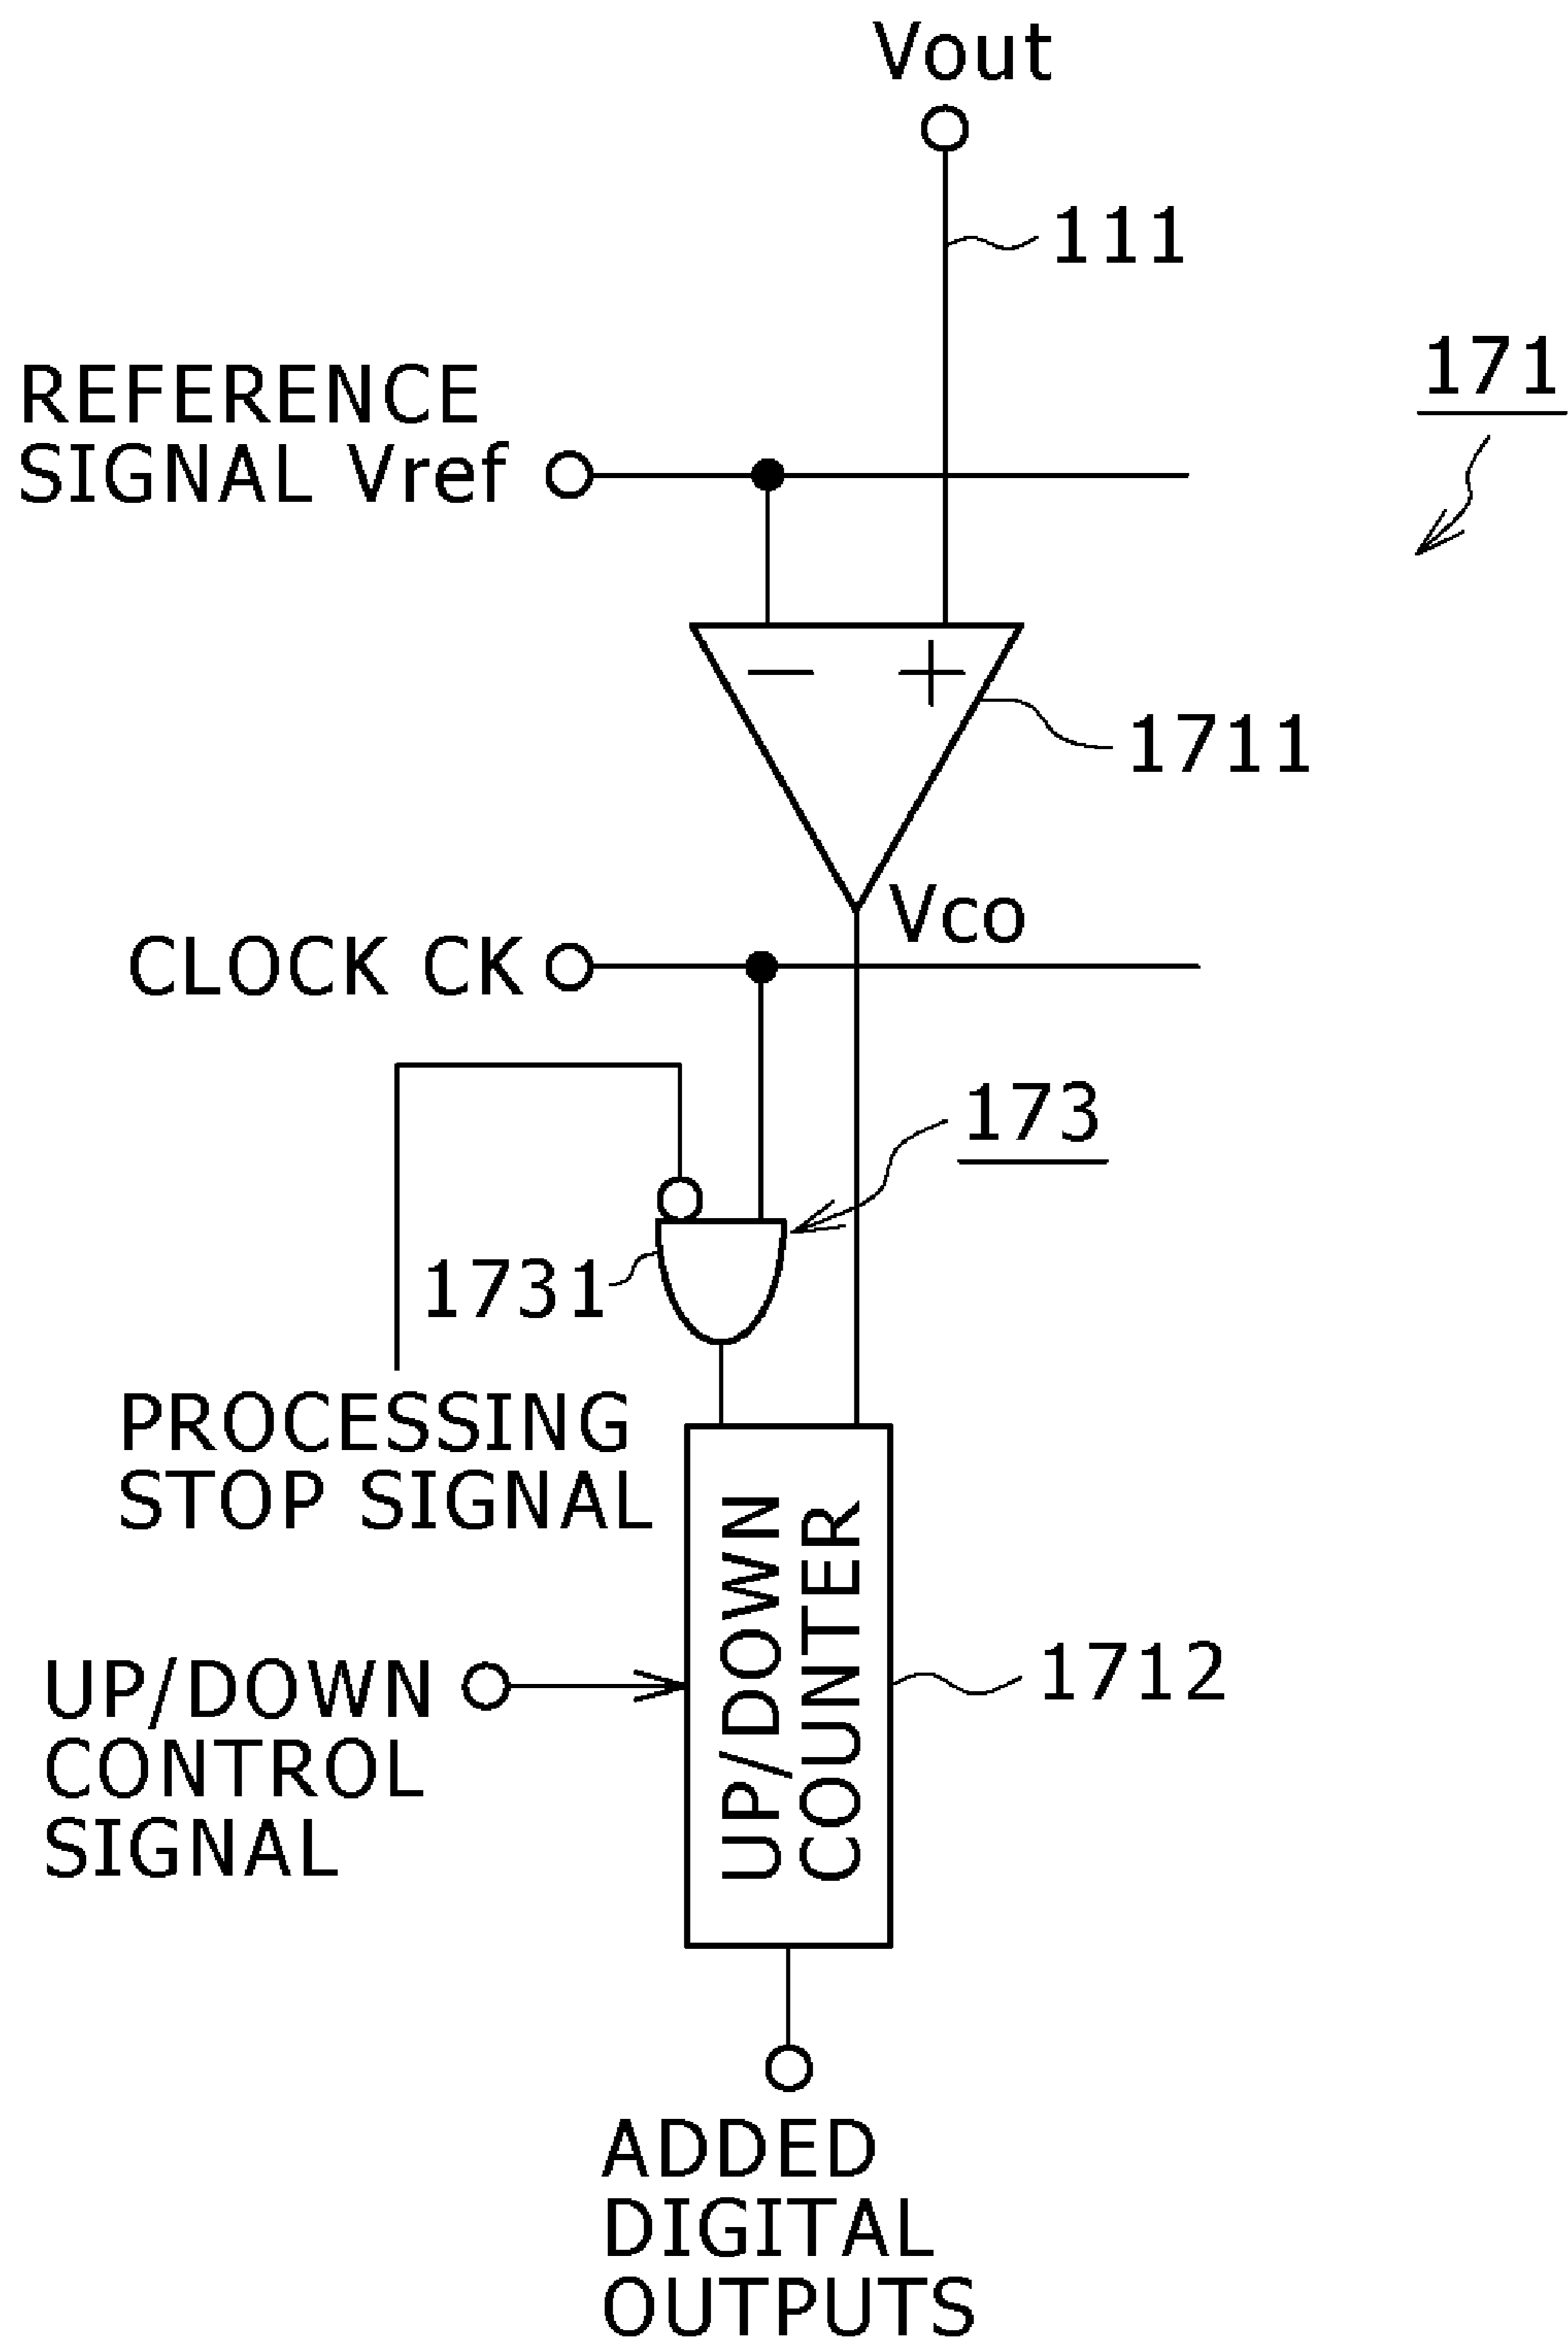 Vout
111
REFERENCE
SIGNAL Vref
171
−
+
1711
Vco
CLOCK CK
173
1731
PROCESSING
STOP SIGNAL
UP/DOWN
COUNTER
1712
UP/DOWN
CONTROL
SIGNAL
ADDED
DIGITAL
OUTPUTS